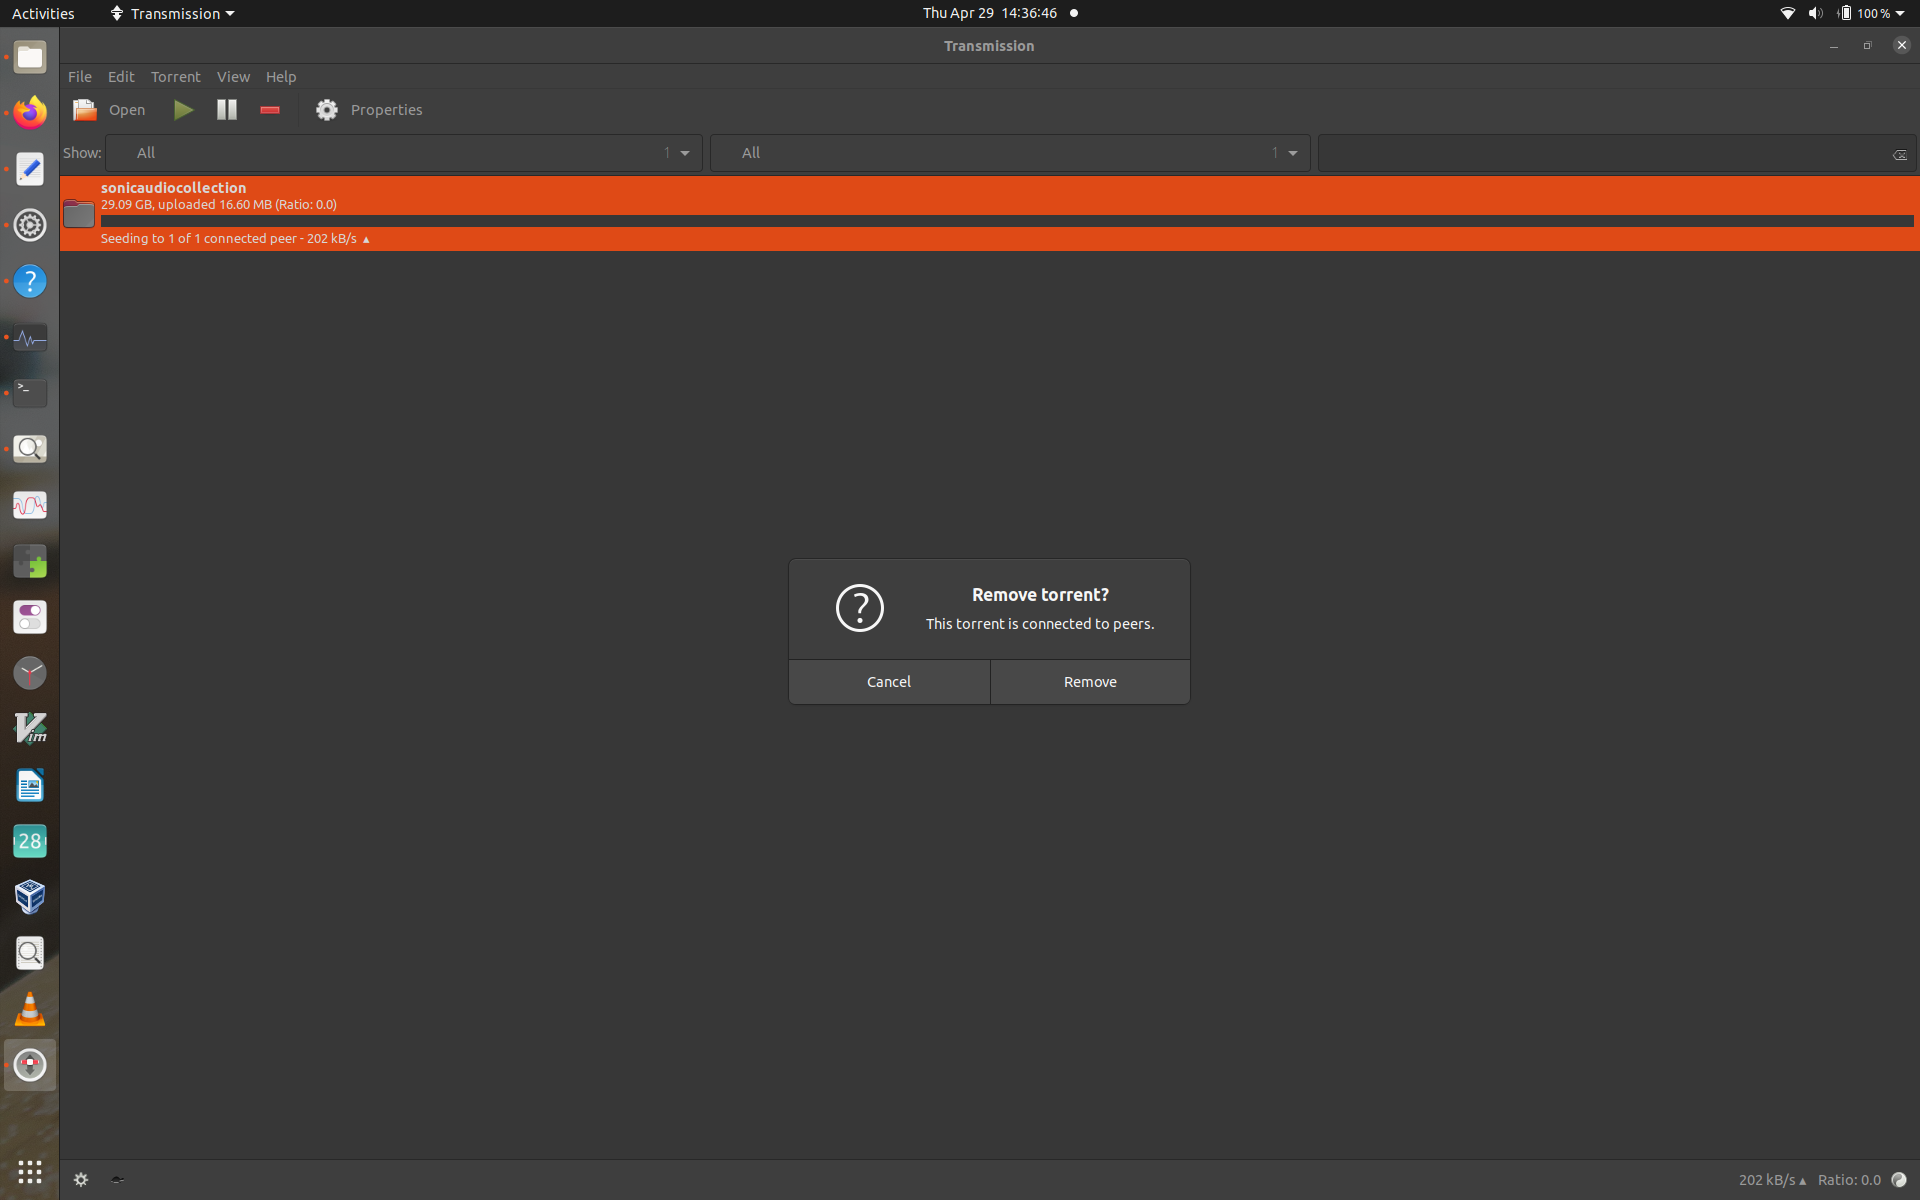 Activities
Transmission
Thu Apr 29 14:36:46
100 %
Transmission
File Edit Torrent View Help
Open
Properties
Show:
All 1
All 1
sonicaudiocollection
29.09 GB, uploaded 16.60 MB (Ratio: 0.0)
Seeding to 1 of 1 connected peer - 202 kB/s ▲
?
>_
Vim
28
?
Remove torrent?
This torrent is connected to peers.
Cancel
Remove
202 kB/s ▲ Ratio: 0.0